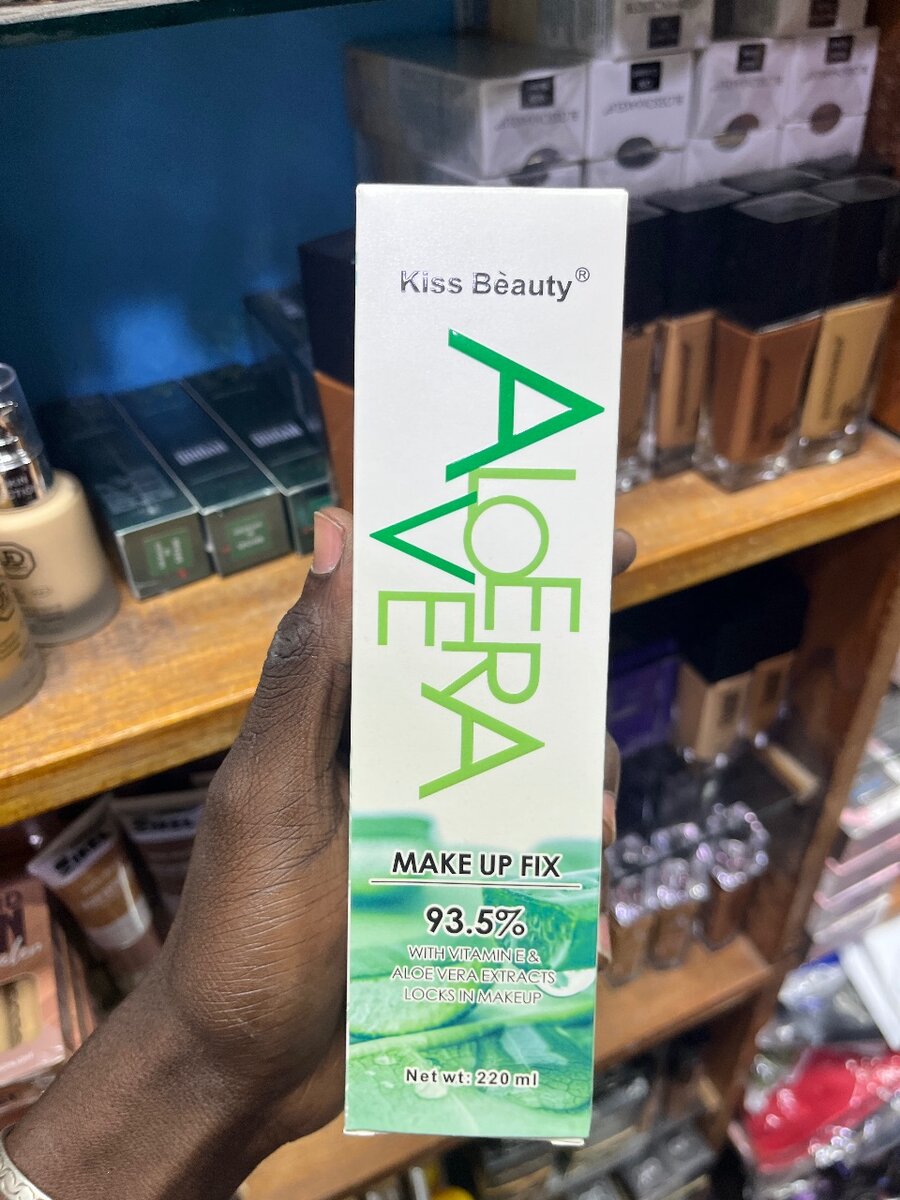 Kiss Bèauty®
ALOE
VERA
MAKE UP FIX
93.5%
WITH VITAMIN E &
ALOE VERA EXTRACTS
LOCKS IN MAKEUP
Net wt: 220 ml